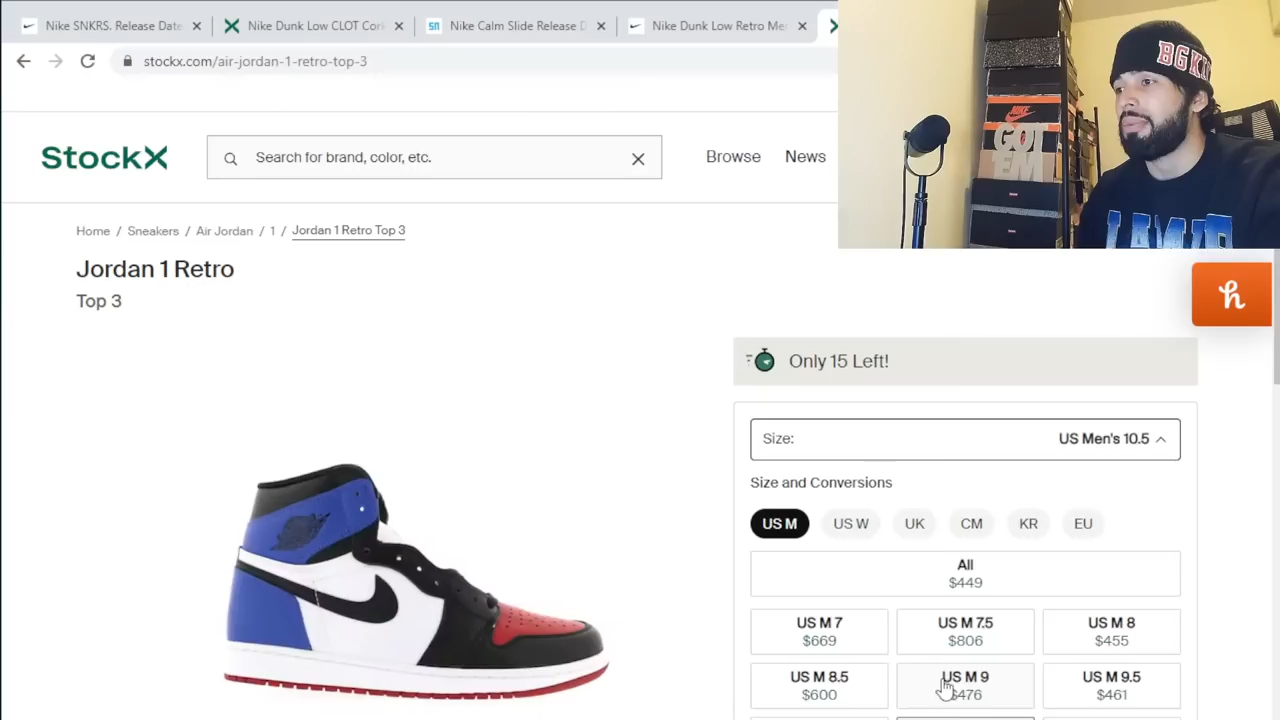 Nike SNKRS. Release Date
Nike Dunk Low CLOT Cork
Nike Calm Slide Release D
Nike Dunk Low Retro Me
stockx.com/air-jordan-1-retro-top-3
StockX
Search for brand, color, etc.
Browse
News
Home / Sneakers / Air Jordan / 1 / Jordan 1 Retro Top 3
Jordan 1 Retro
Top 3
NIKE
GOT
'EM
Only 15 Left!
Size: US Men's 10.5
Size and Conversions
US M US W UK CM KR EU
All
$449
US M 7 US M 7.5 US M 8
$669 $806 $455
US M 8.5 US M 9 US M 9.5
$600 $476 $461